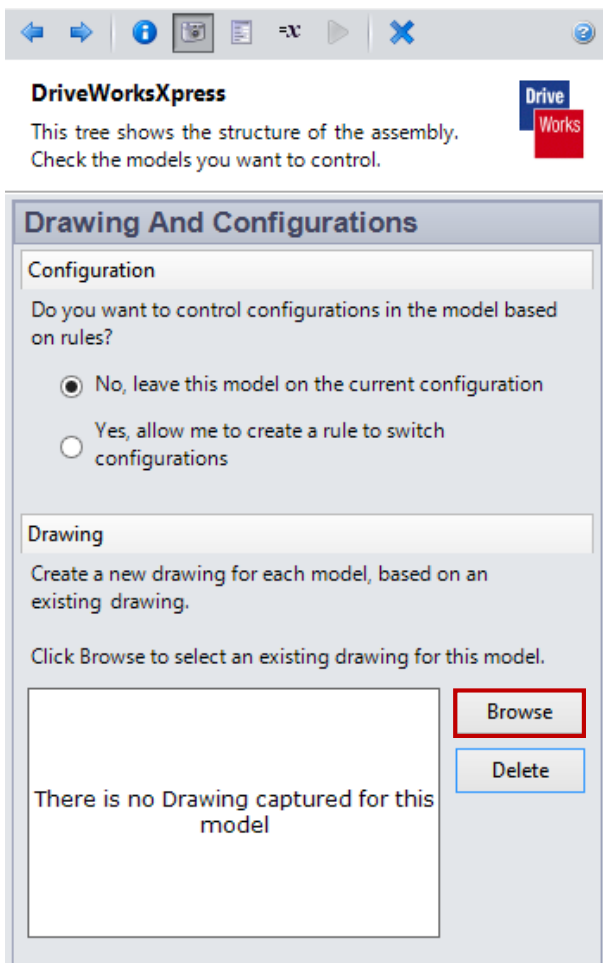 =x
DriveWorksXpress
Drive
Works
This tree shows the structure of the assembly.
Check the models you want to control.
Drawing And Configurations
Configuration
Do you want to control configurations in the model based
on rules?
No, leave this model on the current configuration
Yes, allow me to create a rule to switch
configurations
Drawing
Create a new drawing for each model, based on an
existing drawing.
Click Browse to select an existing drawing for this model.
Browse
Delete
There is no Drawing captured for this
model